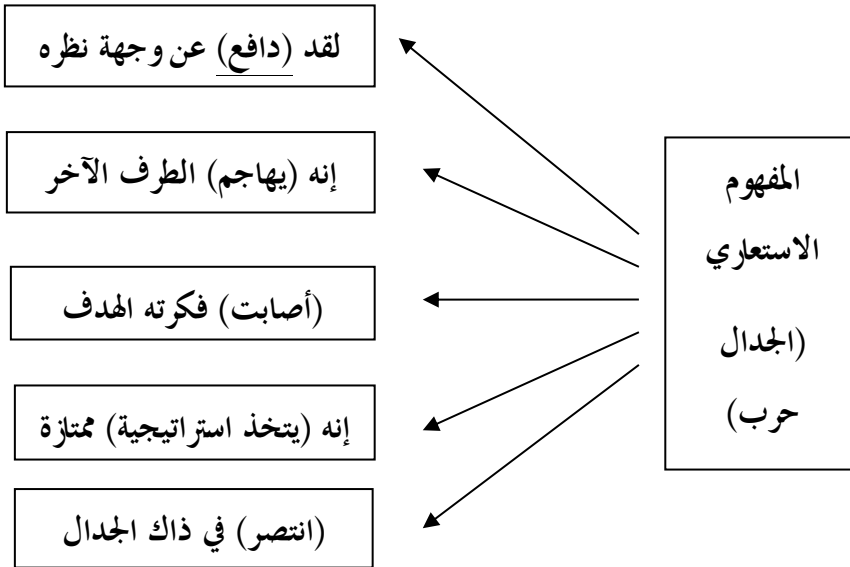 المفهوم
الاستعاري
(الجدال
حرب)
لقد (دافع) عن وجهة نظره
إنه (يهاجم) الطرف الآخر
(أصابت) فكرته الهدف
إنه (يتخذ استراتيجية) ممتازة
(انتصر) في ذاك الجدال